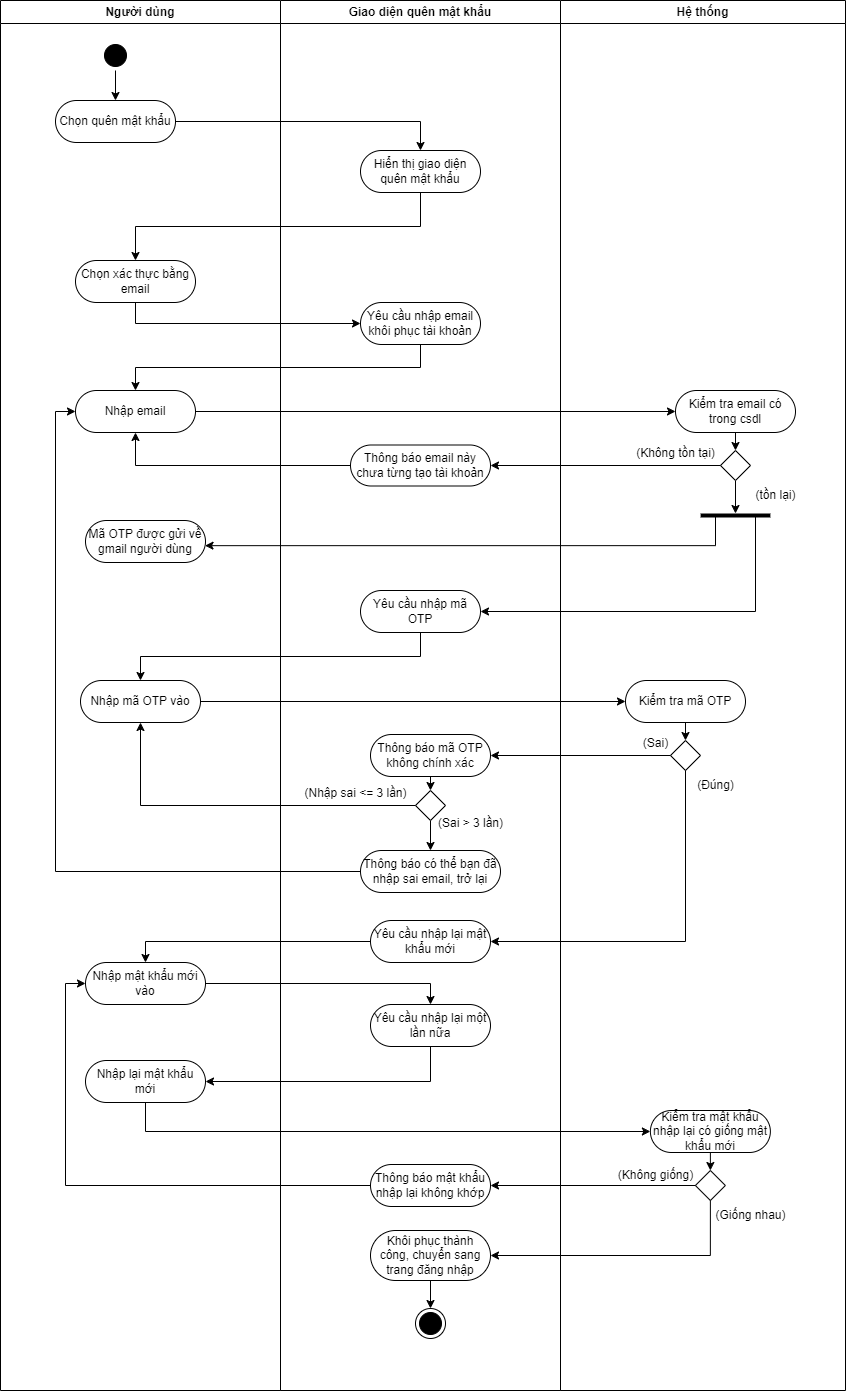 Người dùng
Giao diện quên mật khẩu
Hệ thống
Chọn quên mật khẩu
Hiển thị giao diện
quên mật khẩu
Chọn xác thực bằng
email
Yêu cầu nhập email
khôi phục tài khoản
Nhập email
Kiểm tra email có
trong csdl
(Không tồn tại)
Thông báo email này
chưa từng tạo tài khoản
(tồn lại)
Mã OTP được gửi về
gmail người dùng
Yêu cầu nhập mã
OTP
Nhập mã OTP vào
Kiểm tra mã OTP
(Sai)
Thông báo mã OTP
không chính xác
(Đúng)
(Nhập sai <= 3 lần)
(Sai > 3 lần)
Thông báo có thể bạn đã
nhập sai email, trở lại
Yêu cầu nhập lại mật
khẩu mới
Nhập mật khẩu mới
vào
Yêu cầu nhập lại một
lần nữa
Nhập lại mật khẩu
mới
Kiểm tra mật khẩu
nhập lại có giống mật
khẩu mới
(Không giống)
Thông báo mật khẩu
nhập lại không khớp
(Giống nhau)
Khôi phục thành
công, chuyển sang
trang đăng nhập